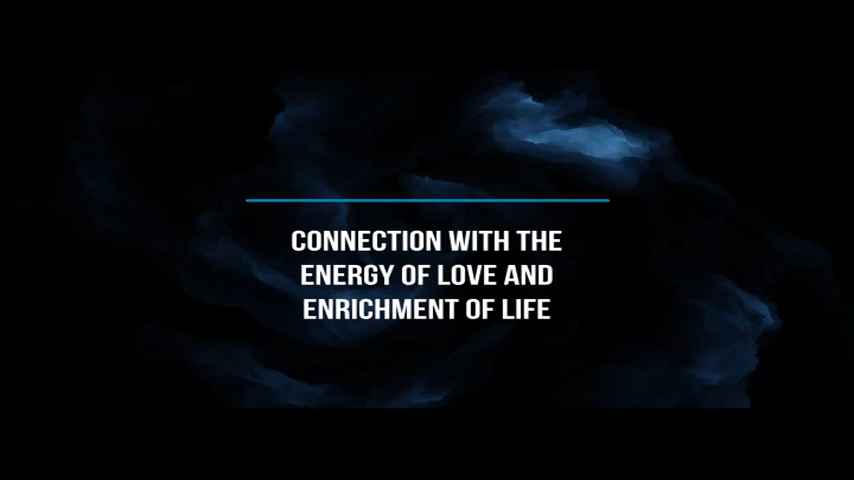 CONNECTION WITH THE
ENERGY OF LOVE AND
ENRICHMENT OF LIFE